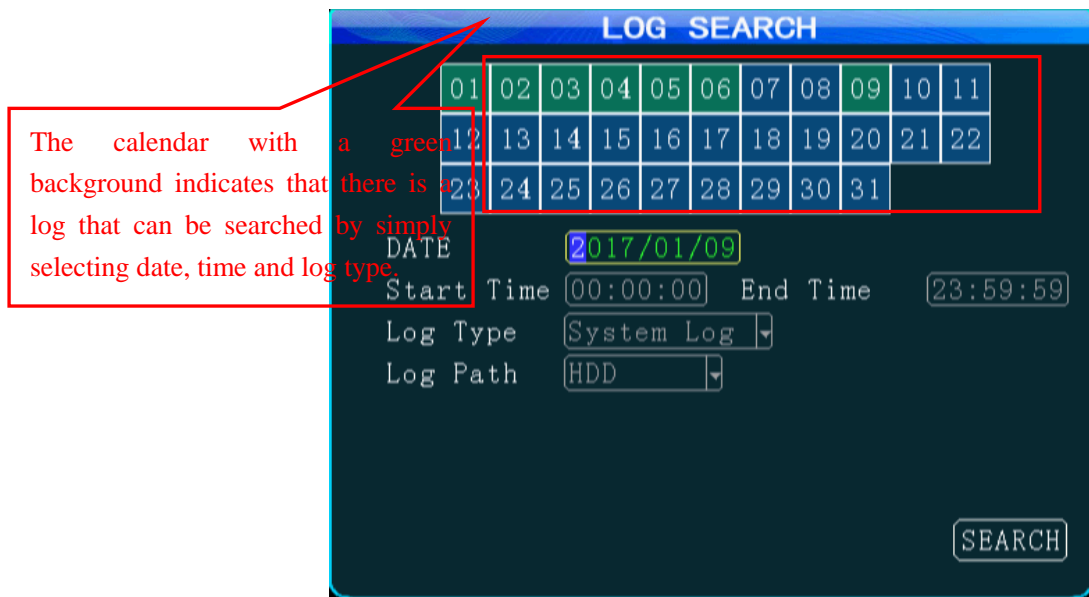 LOG SEARCH
01 02 03 04 05 06 07 08 09 10 11
12 13 14 15 16 17 18 19 20 21 22
23 24 25 26 27 28 29 30 31
The calendar with a green
background indicates that there is a
log that can be searched by simply
selecting date, time and log type.
DATE 2017/01/09
Start Time 00:00:00 End Time 23:59:59
Log Type System Log
Log Path HDD
SEARCH